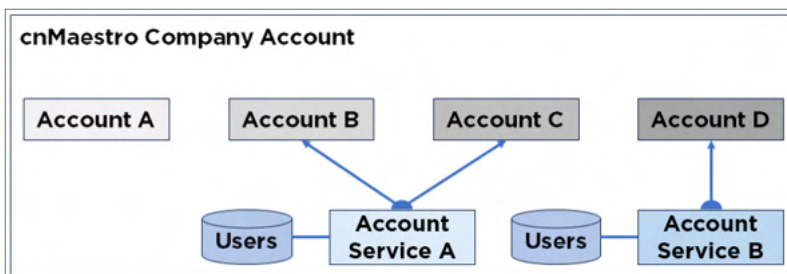 cnMaestro Company Account
Account A
Account B
Account C
Account D
Users
Account
Service A
Users
Account
Service B